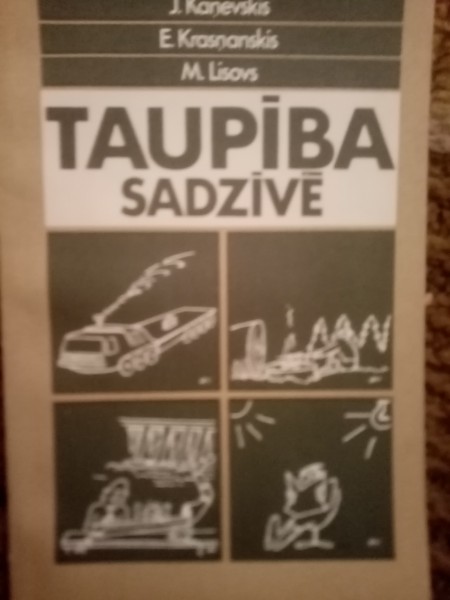 J. Kaņevskis
E. Krasņanskis
M. Lisovs
TAUPĪBA
SADZĪVĒ